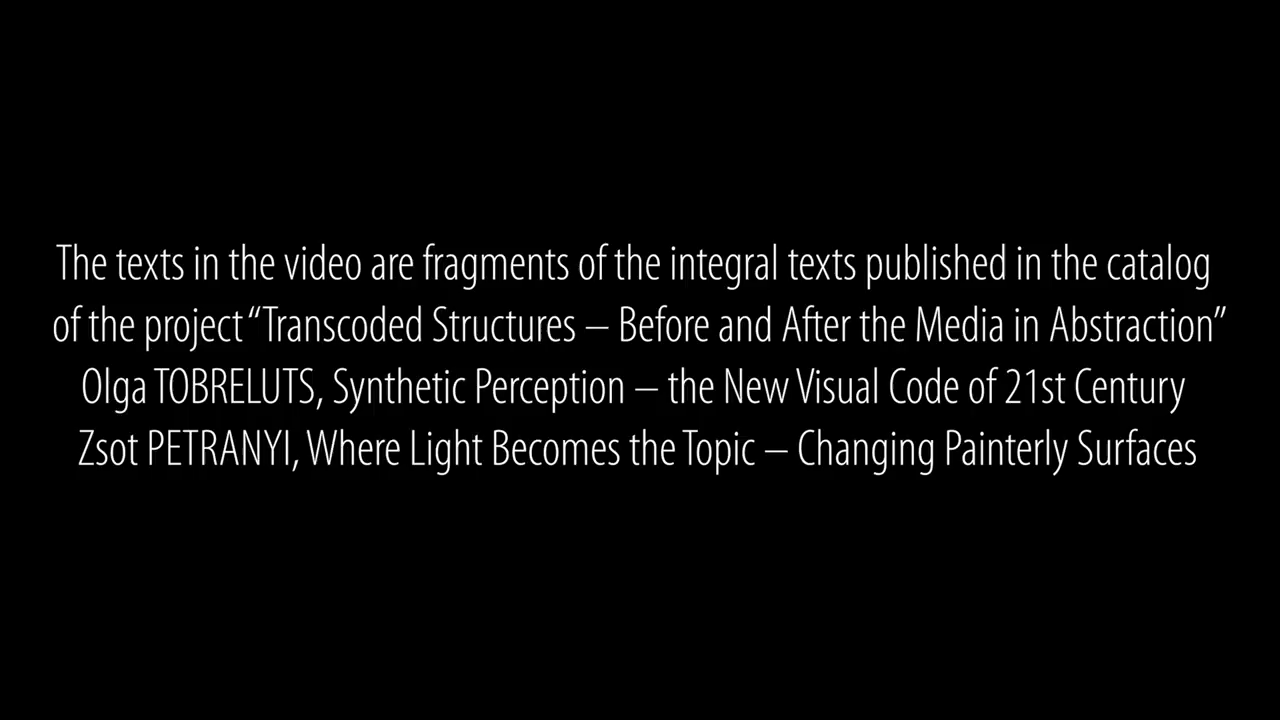 The texts in the video are fragments of the integral texts published in the catalog
of the project “Transcoded Structures – Before and After the Media in Abstraction”
Olga TOBRELUTS, Synthetic Perception – the New Visual Code of 21st Century
Zsot PETRANYI, Where Light Becomes the Topic – Changing Painterly Surfaces